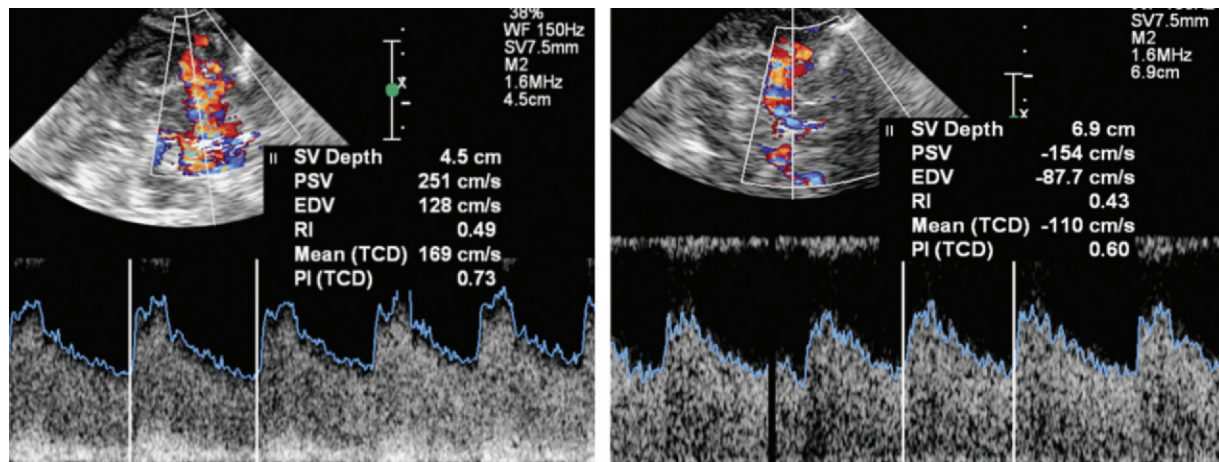 38%
WF 150Hz
SV7.5mm
M2
1.6MHz
4.5cm
x
II SV Depth 4.5 cm
PSV 251 cm/s
EDV 128 cm/s
RI 0.49
Mean (TCD) 169 cm/s
PI (TCD) 0.73
SV7.5mm
M2
1.6MHz
6.9cm
x
II SV Depth 6.9 cm
PSV -154 cm/s
EDV -87.7 cm/s
RI 0.43
Mean (TCD) -110 cm/s
PI (TCD) 0.60